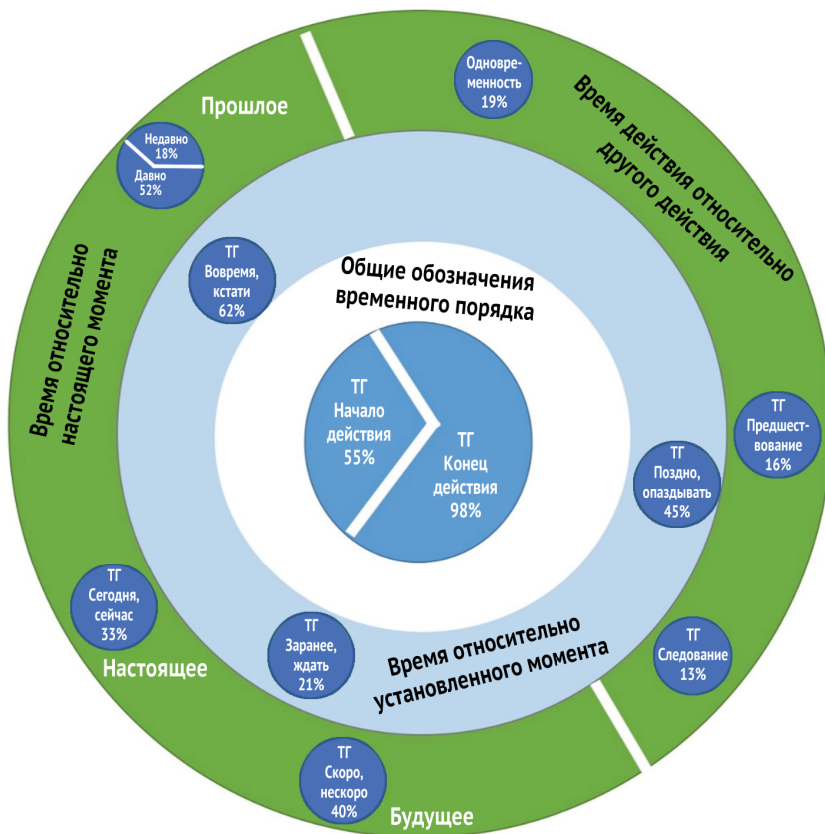 Одновре-
менность
19%
Прошлое
Недавно
18%
Давно
52%
Время действия относительно
другого действия
Время относительно
настоящего момента
ТГ
Вовремя,
кстати
62%
Общие обозначения
временного порядка
ТГ
Начало
действия
55%
ТГ
Конец
действия
98%
ТГ
Предшест-
вование
16%
ТГ
Поздно,
опаздывать
45%
ТГ
Сегодня,
сейчас
33%
Настоящее
ТГ
Заранее,
ждать
21%
Время относительно
установленного момента
ТГ
Следование
13%
ТГ
Скоро,
нескоро
40%
Будущее